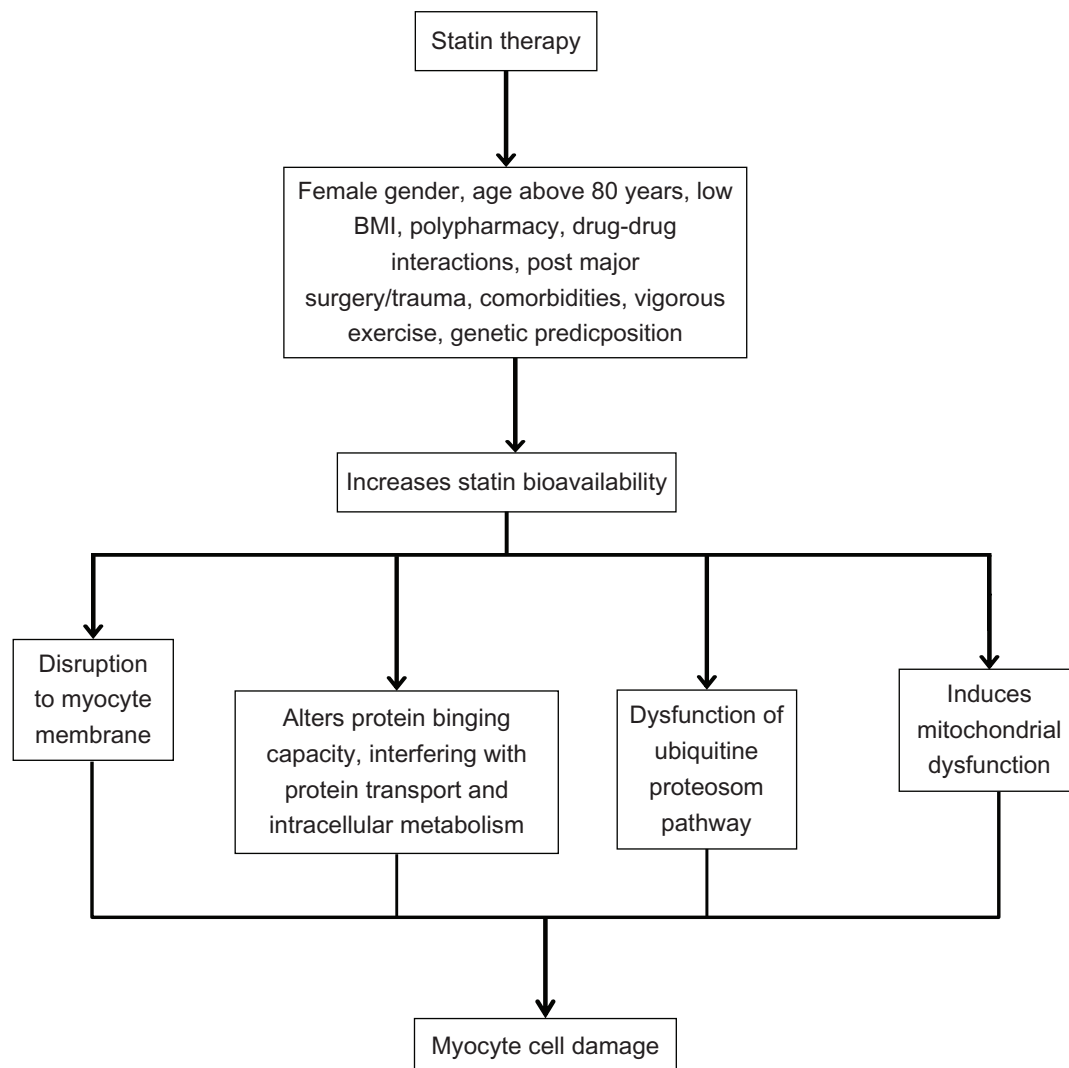 Statin therapy
Female gender, age above 80 years, low
BMI, polypharmacy, drug-drug
interactions, post major
surgery/trauma, comorbidities, vigorous
exercise, genetic predicposition
Increases statin bioavailability
Disruption
to myocyte
membrane
Alters protein binging
capacity, interfering with
protein transport and
intracellular metabolism
Dysfunction of
ubiquitine
proteosom
pathway
Induces
mitochondrial
dysfunction
Myocyte cell damage